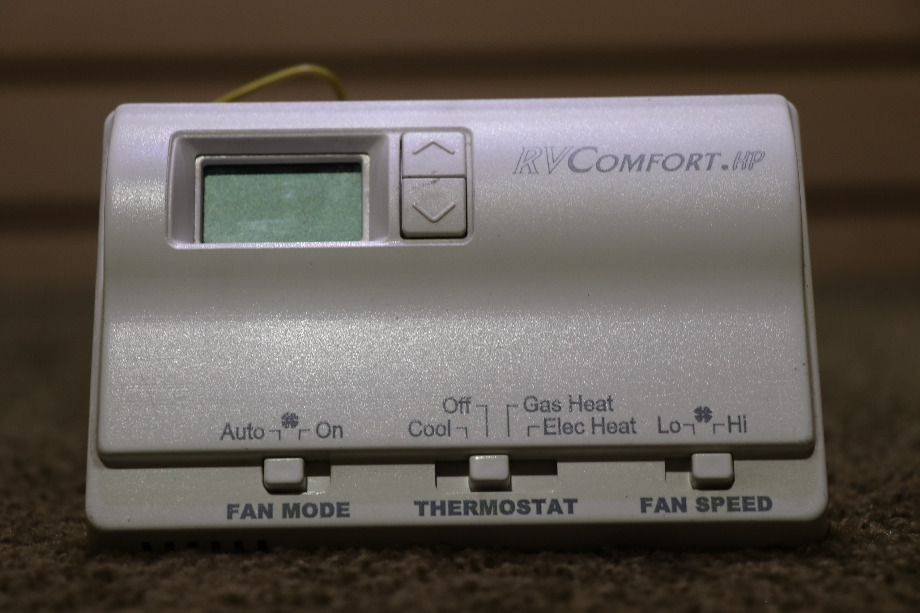 RVCOMFORT.HP
Off Gas Heat
Auto On Cool Elec Heat Lo Hi
FAN MODE THERMOSTAT FAN SPEED